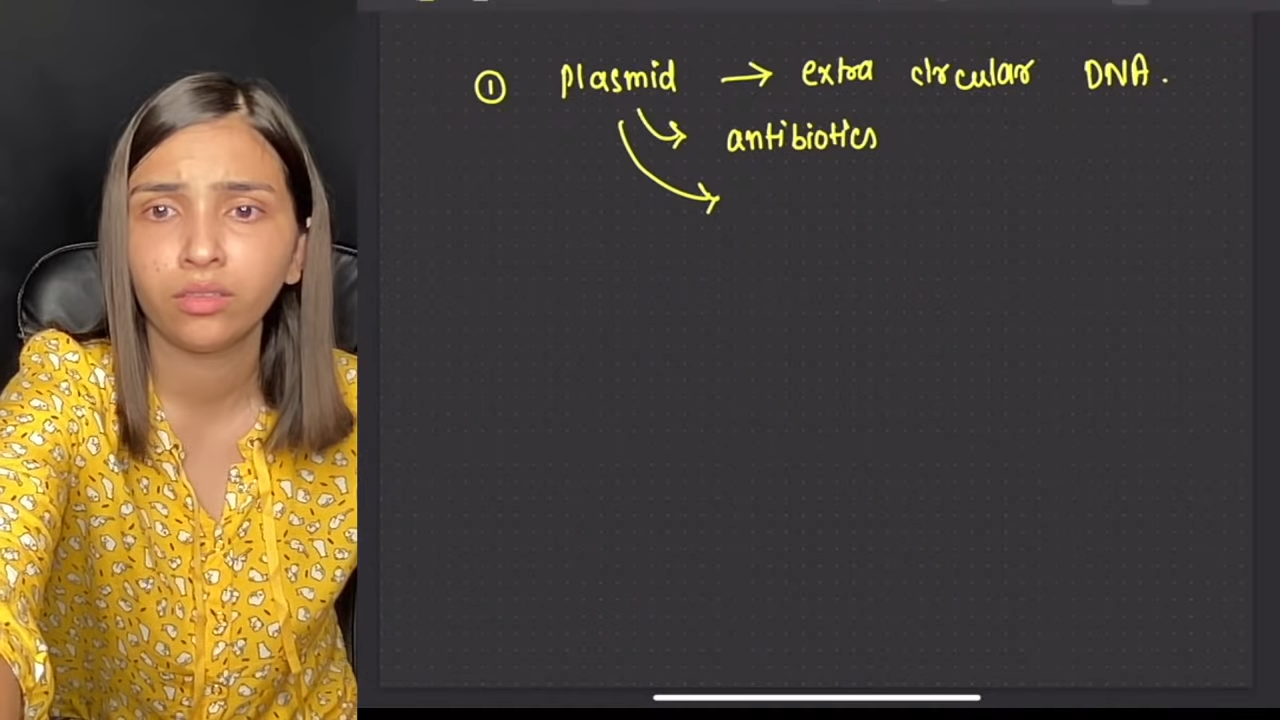 ① Plasmid → extra circular DNA.
→ antibiotics
→